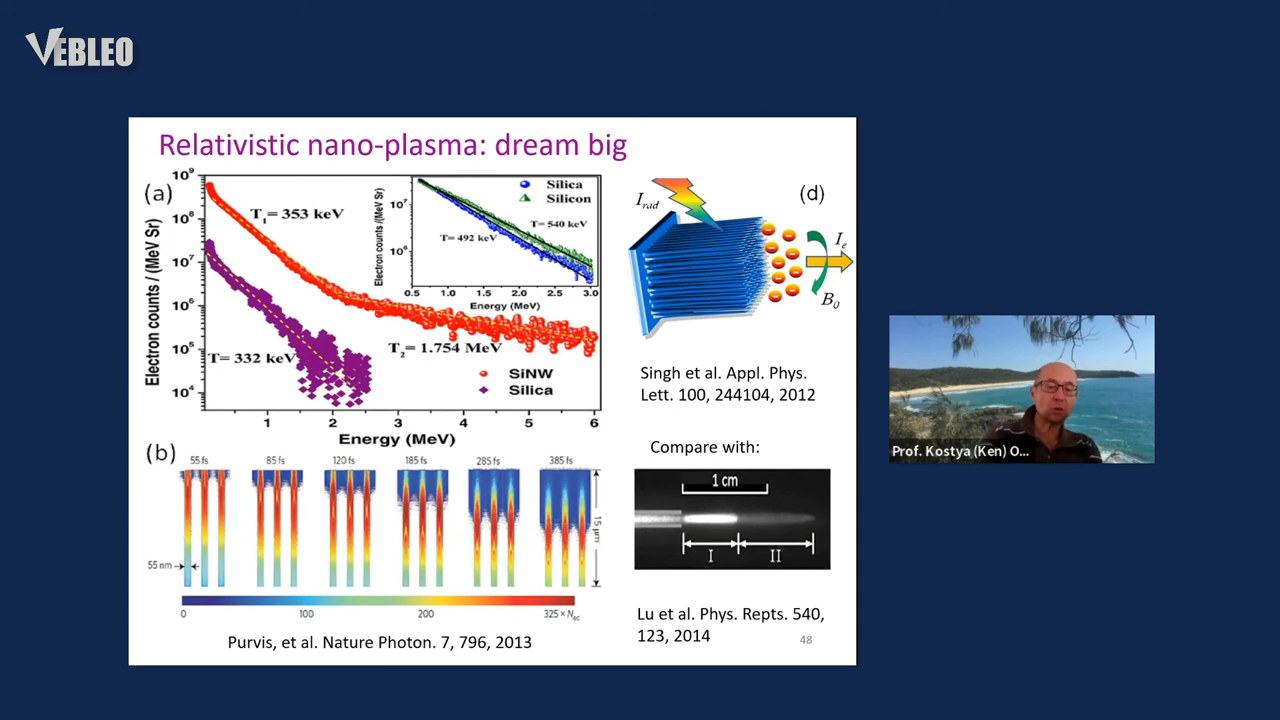 VEBLEO
Relativistic nano-plasma: dream big
(a)
Electron counts /(MeV Sr)
10⁹
10⁸
10⁷
10⁶
10⁵
10⁴
T₁= 353 keV
T= 332 keV
T₂= 1.754 MeV
SiNW
Silica
1 2 3 4 5 6
Energy (MeV)
Electron counts /(MeV Sr)
10⁷
10⁶
Silica
Silicon
T= 540 keV
T= 492 keV
0.5 1.0 1.5 2.0 2.5 3.0
Energy (MeV)
(d)
I_rad
I_e
B₀
Singh et al. Appl. Phys.
Lett. 100, 244104, 2012
(b)
55 fs 85 fs 120 fs 185 fs 285 fs 385 fs
15 µm
55 nm
0 100 200 325 × N_ec
Purvis, et al. Nature Photon. 7, 796, 2013
Compare with:
1 cm
I II
Lu et al. Phys. Repts. 540,
123, 2014
48
Prof. Kostya (Ken) O...